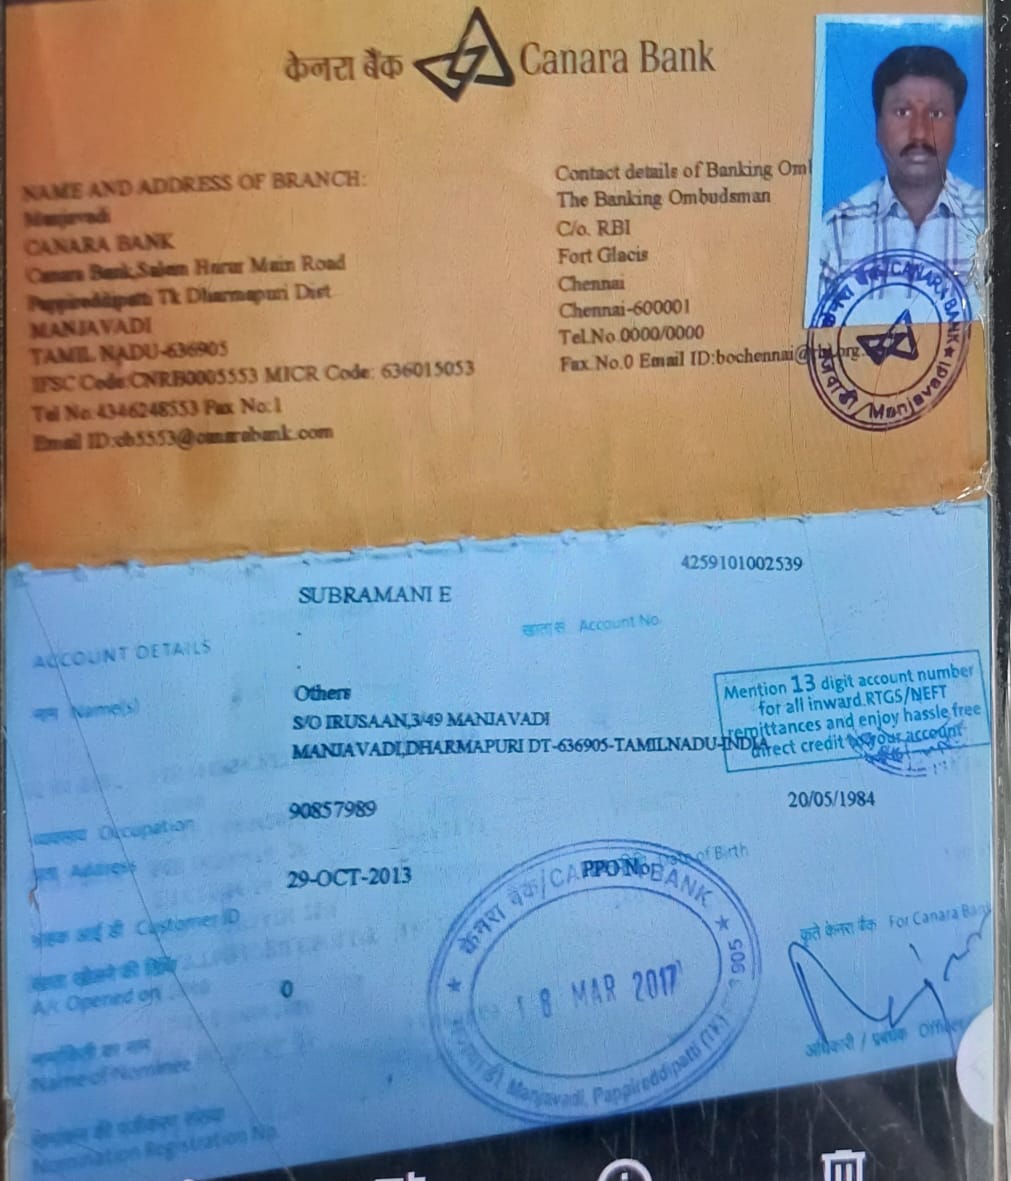 केनरा बैंक Canara Bank
NAME AND ADDRESS OF BRANCH:
Manjavadi
CANARA BANK
Canara Bank,Salem Harur Main Road
Pappireddipatti Tk Dharmapuri Dist
MANJAVADI
TAMIL NADU-636905
IFSC Code:CNRB0005553 MICR Code: 636015053
Tel No:4346248553 Fax No:1
Email ID:cb5553@canarabank.com
Contact details of Banking Om
The Banking Ombudsman
C/o. RBI
Fort Glacis
Chennai
Chennai-600001
Tel.No 0000/0000
Fax.No.0 Email ID:bochennai@rbi.org.
केनरा बैंक/CANARA BANK
Manjavadi
4259101002539
SUBRAMANI E
खाता सं Account No.
ACCOUNT DETAILS
नाम Name(s)
Others
S/O IRUSAAN,3/49 MANJAVADI
MANJAVADI,DHARMAPURI DT-636905-TAMILNADU-INDIA
Mention 13 digit account number
for all inward RTGS/NEFT
remittances and enjoy hassle free
direct credit to your account
व्यवसाय Occupation
90857989
20/05/1984
पता Address
29-OCT-2013
PPO No
Date of Birth
ग्राहक आई डी Customer ID
खाता खोलने की तिथि
A/c Opened on
0
केनरा बैंक/CANARA BANK
18 MAR 2017
Manjavadi, Pappireddipatti (TK) 905
कृते केनरा बैंक For Canara Bank
अधिकारी / प्रबंधक Officer
नामांकिती का नाम
Name of Nominee
नामांकन की पंजीकरण संख्या
Nomination Registration No.